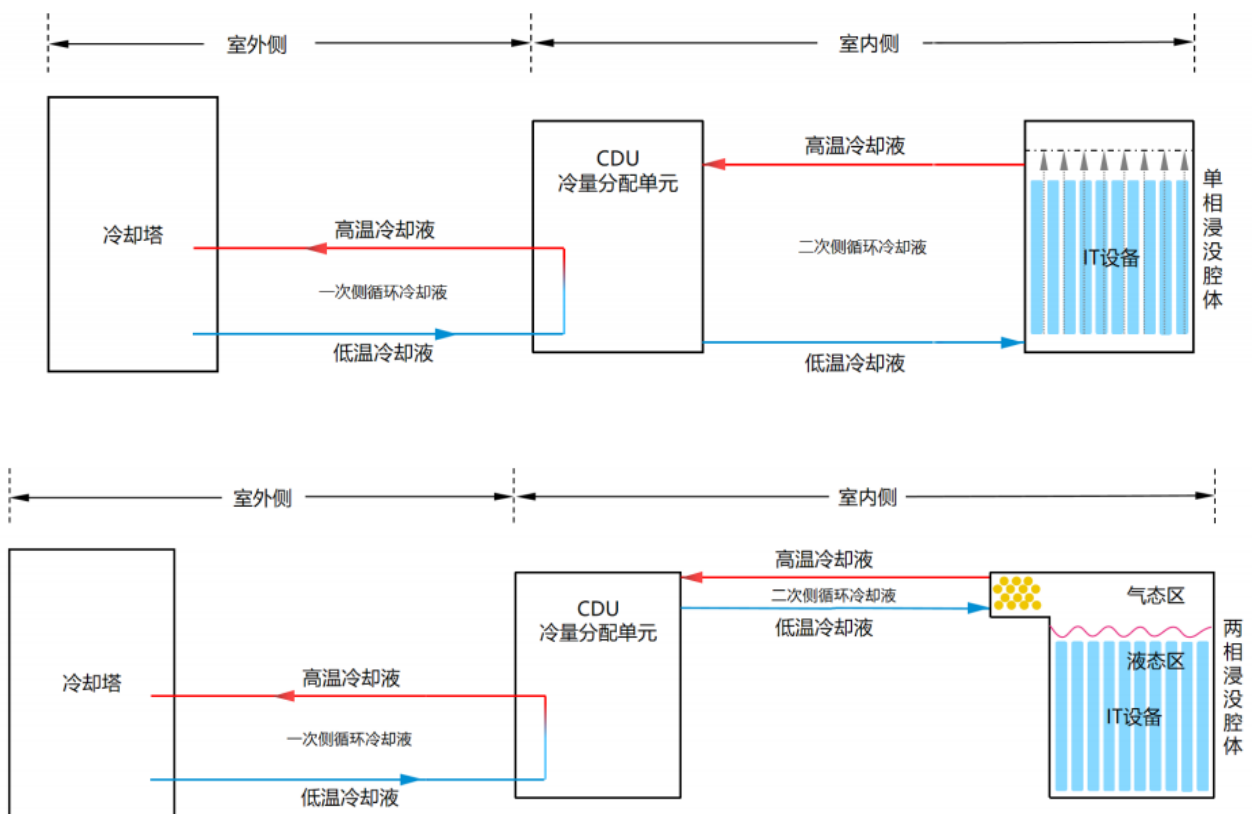 室外侧
室内侧
CDU
冷量分配单元
高温冷却液
冷却塔
高温冷却液
一次侧循环冷却液
低温冷却液
二次侧循环冷却液
低温冷却液
IT设备
单相浸没腔体
室外侧
室内侧
CDU
冷量分配单元
高温冷却液
二次侧循环冷却液
低温冷却液
气态区
液态区
IT设备
两相浸没腔体
冷却塔
高温冷却液
一次侧循环冷却液
低温冷却液